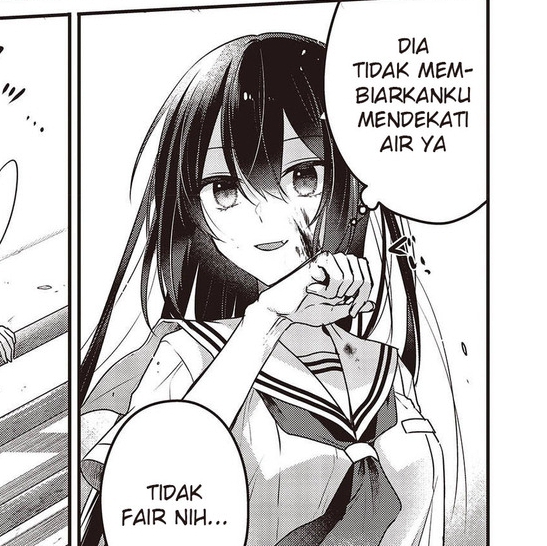 DIA
TIDAK MEM-
BIARKANKU
MENDEKATI
AIR YA
TIDAK
FAIR NIH...